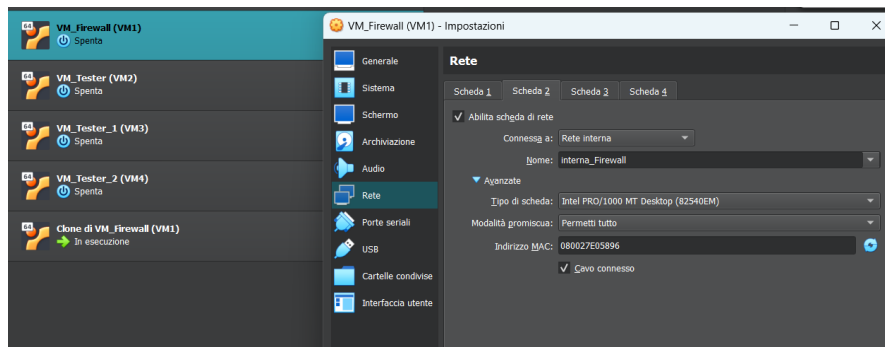 64
VM_Firewall (VM1)
Spenta
64
VM_Tester (VM2)
Spenta
64
VM_Tester_1 (VM3)
Spenta
64
VM_Tester_2 (VM4)
Spenta
64
Clone di VM_Firewall (VM1)
In esecuzione
VM_Firewall (VM1) - Impostazioni
Generale
Sistema
Schermo
Archiviazione
Audio
Rete
Porte seriali
USB
Cartelle condivise
Interfaccia utente
Rete
Scheda 1 Scheda 2 Scheda 3 Scheda 4
Abilita scheda di rete
Connessa a: Rete interna
Nome: interna_Firewall
Avanzate
Tipo di scheda: Intel PRO/1000 MT Desktop (82540EM)
Modalità promiscua: Permetti tutto
Indirizzo MAC: 080027E05896
Cavo connesso